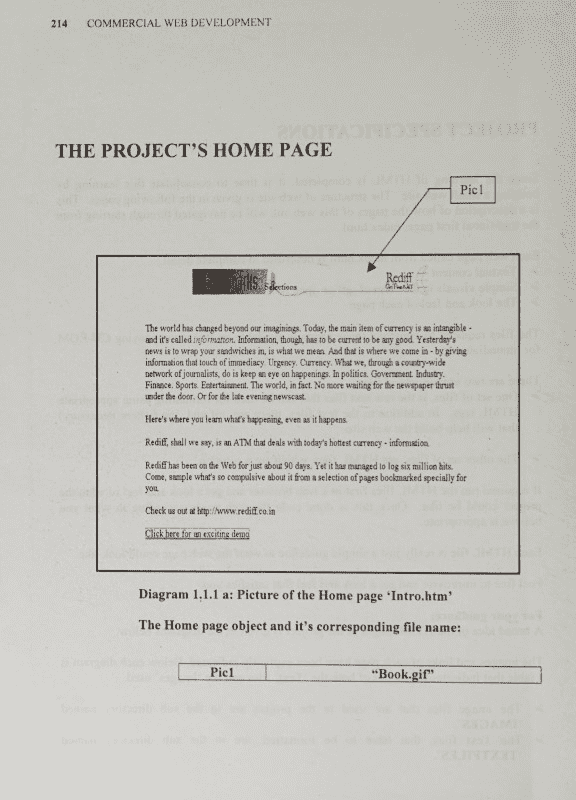 214 COMMERCIAL WEB DEVELOPMENT
THE PROJECT'S HOME PAGE
Pic1
Selections
Rediff
On The NeT
The world has changed beyond our imaginings. Today, the main item of currency is an intangible -
and it's called information. Information, though, has to be current to be any good. Yesterday's
news is to wrap your sandwiches in, is what we mean. And that is where we come in - by giving
information that touch of immediacy. Urgency. Currency. What we, through a country-wide
network of journalists, do is keep an eye on happenings. In politics. Government. Industry.
Finance. Sports. Entertainment. The world, in fact. No more waiting for the newspaper thrust
under the door. Or for the late evening newscast.
Here's where you learn what's happening, even as it happens.
Rediff, shall we say, is an ATM that deals with today's hottest currency - information.
Rediff has been on the Web for just about 90 days. Yet it has managed to log six million hits.
Come, sample what's so compulsive about it from a selection of pages bookmarked specially for
you.
Check us out at http://www.rediff.co.in
Click here for an exciting demo
Diagram 1.1.1 a: Picture of the Home page 'Intro.htm'
The Home page object and it's corresponding file name:
Pic1 "Book.gif"